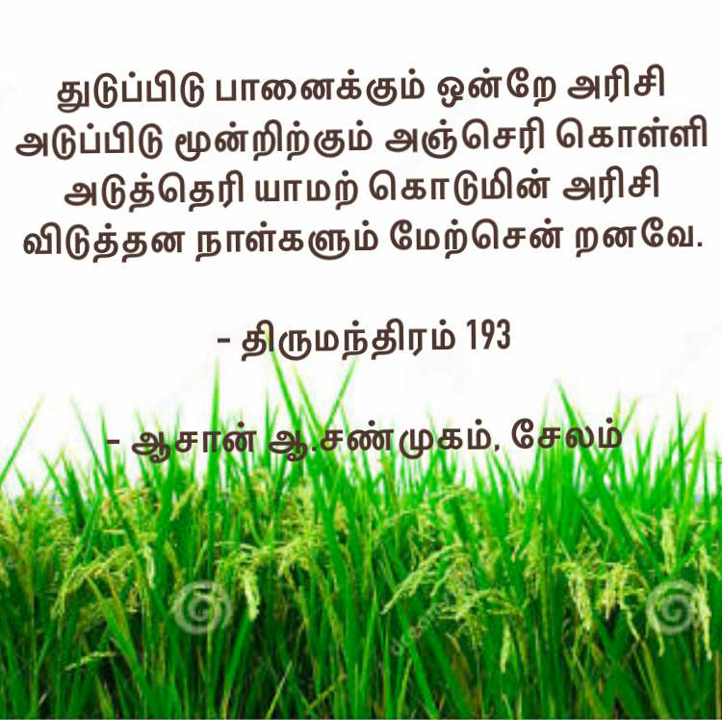 துடுப்பிடு பானைக்கும் ஒன்றே அரிசி
அடுப்பிடு மூன்றிற்கும் அஞ்செரி கொள்ளி
அடுத்தெரி யாமற் கொடுமின் அரிசி
விடுத்தன நாள்களும் மேற்சென் றனவே.
- திருமந்திரம் 193
- ஆசான் ஆ.சண்முகம், சேலம்